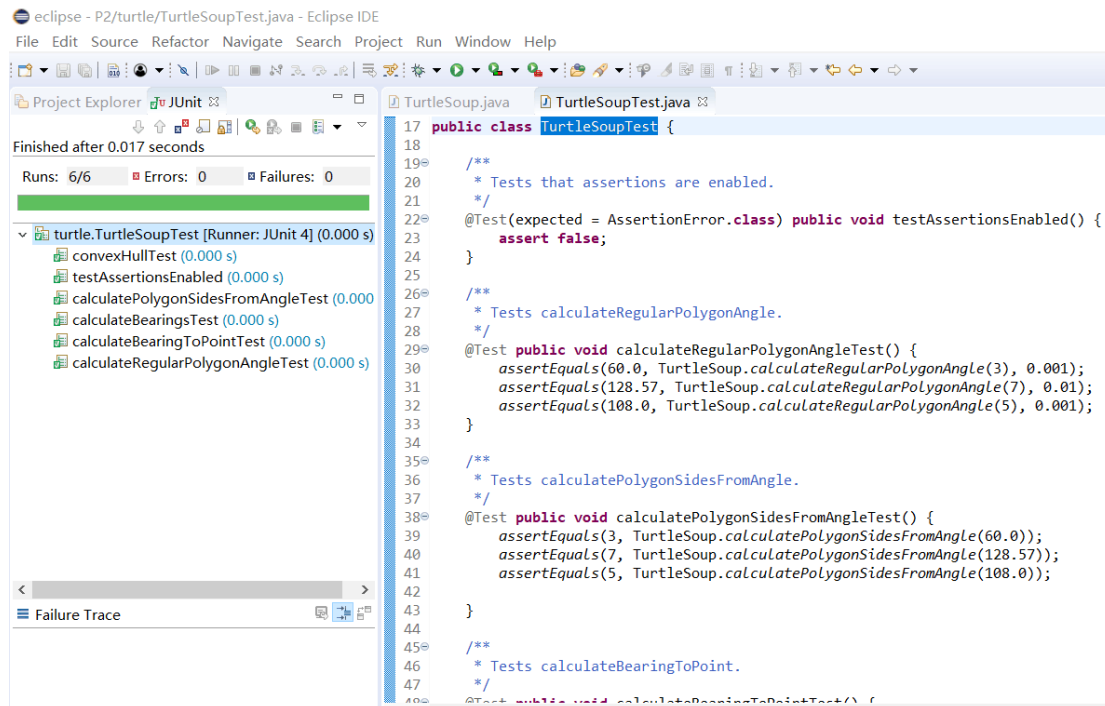 eclipse - P2/turtle/TurtleSoupTest.java - Eclipse IDE
File Edit Source Refactor Navigate Search Project Run Window Help
Project Explorer JUnit
Finished after 0.017 seconds
Runs: 6/6 Errors: 0 Failures: 0
turtle.TurtleSoupTest [Runner: JUnit 4] (0.000 s)
convexHullTest (0.000 s)
testAssertionsEnabled (0.000 s)
calculatePolygonSidesFromAngleTest (0.000
calculateBearingsTest (0.000 s)
calculateBearingToPointTest (0.000 s)
calculateRegularPolygonAngleTest (0.000 s)
Failure Trace
TurtleSoup.java TurtleSoupTest.java
17 public class TurtleSoupTest {
18
19 /**
20 * Tests that assertions are enabled.
21 */
22 @Test(expected = AssertionError.class) public void testAssertionsEnabled() {
23 assert false;
24 }
25
26 /**
27 * Tests calculateRegularPolygonAngle.
28 */
29 @Test public void calculateRegularPolygonAngleTest() {
30 assertEquals(60.0, TurtleSoup.calculateRegularPolygonAngle(3), 0.001);
31 assertEquals(128.57, TurtleSoup.calculateRegularPolygonAngle(7), 0.01);
32 assertEquals(108.0, TurtleSoup.calculateRegularPolygonAngle(5), 0.001);
33 }
34
35 /**
36 * Tests calculatePolygonSidesFromAngle.
37 */
38 @Test public void calculatePolygonSidesFromAngleTest() {
39 assertEquals(3, TurtleSoup.calculatePolygonSidesFromAngle(60.0));
40 assertEquals(7, TurtleSoup.calculatePolygonSidesFromAngle(128.57));
41 assertEquals(5, TurtleSoup.calculatePolygonSidesFromAngle(108.0));
42
43 }
44
45 /**
46 * Tests calculateBearingToPoint.
47 */
48 @Test public void calculateBearingToPointTest() {